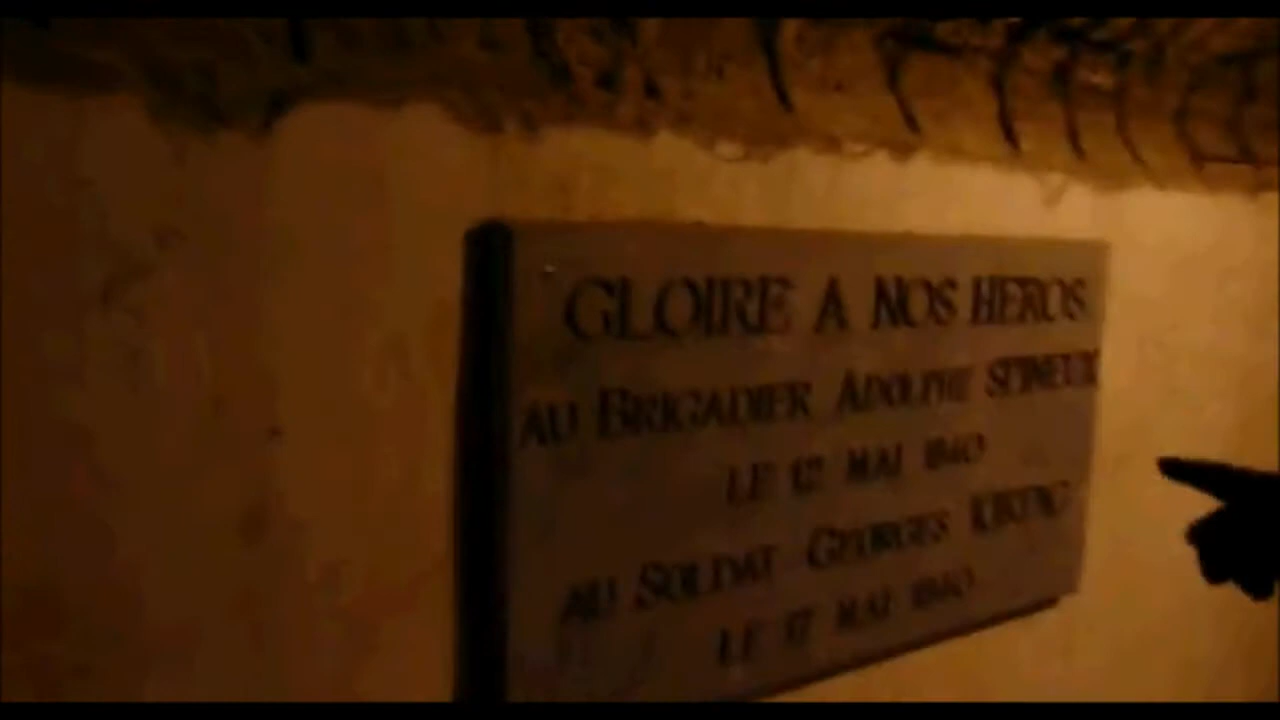 GLOIRE A NOS HEROS
AU BRIGADIER ADOLPHE
LE 12 MAI 1940
AU SOLDAT GEORGES
LE 17 MAI 1940